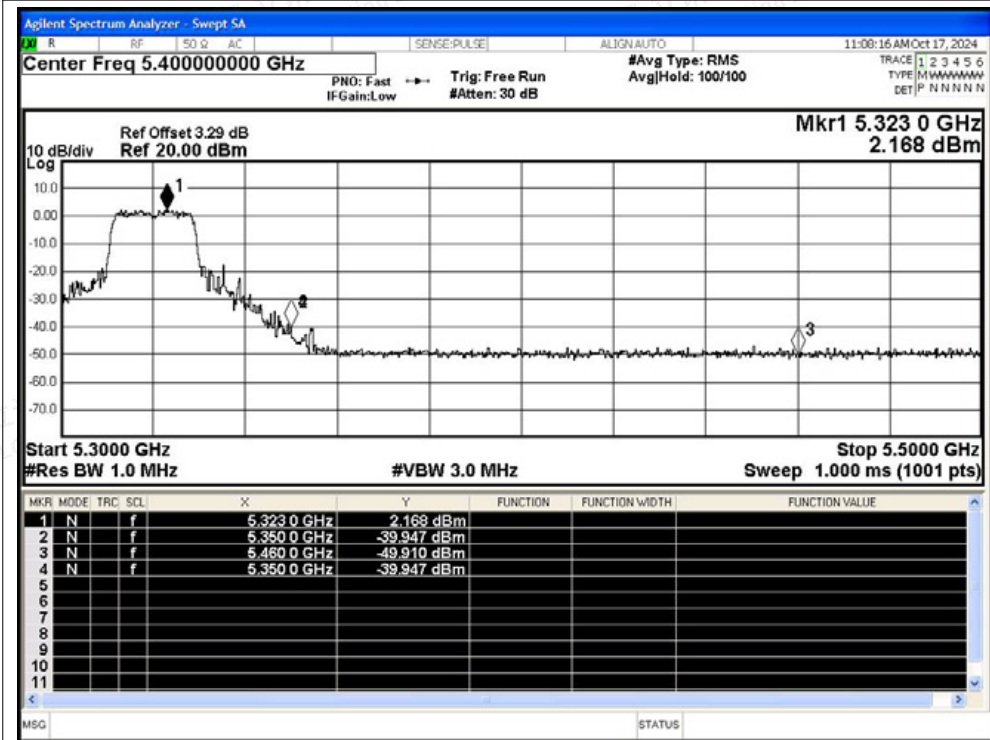 Agilent Spectrum Analyzer - Swept SA
LXI R RF 50 Ω AC SENSE:PULSE ALIGN AUTO 11:08:16 AM Oct 17, 2024
Center Freq 5.400000000 GHz #Avg Type: RMS TRACE 1 2 3 4 5 6
PNO: Fast Trig: Free Run Avg|Hold: 100/100 TYPE M WWWWW
IFGain:Low #Atten: 30 dB DET P N N N N N
Mkr1 5.323 0 GHz
Ref Offset 3.29 dB
10 dB/div Ref 20.00 dBm 2.168 dBm
Log
10.0
1
0.00
-10.0
-20.0
-30.0
-40.0
3
-50.0
-60.0
-70.0
Start 5.3000 GHz Stop 5.5000 GHz
#Res BW 1.0 MHz #VBW 3.0 MHz Sweep 1.000 ms (1001 pts)
MKR MODE TRC SCL X Y FUNCTION FUNCTION WIDTH FUNCTION VALUE
1 N f 5.323 0 GHz 2.168 dBm
2 N f 5.350 0 GHz -39.947 dBm
3 N f 5.460 0 GHz -49.910 dBm
4 N f 5.350 0 GHz -39.947 dBm
5
6
7
8
9
10
11
MSG STATUS